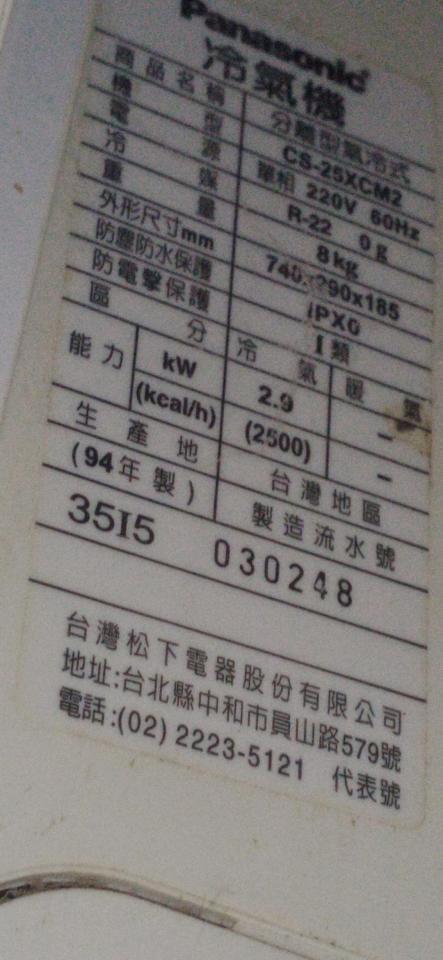 Panasonic
冷氣機
商品名稱 分離型氣冷式
機型 CS-25XCM2
電源 單相 220V 60Hz
冷媒 R-22 0g
重量 8kg
外形尺寸mm 740x290x185
防塵防水保護 IPX0
防電擊保護 I類
區分 冷氣 暖氣
能力 kW 2.9 –
(kcal/h) (2500) –
生產地 台灣地區
(94年製) 製造流水號
35I5 030248
台灣松下電器股份有限公司
地址:台北縣中和市員山路579號
電話:(02) 2223-5121 代表號